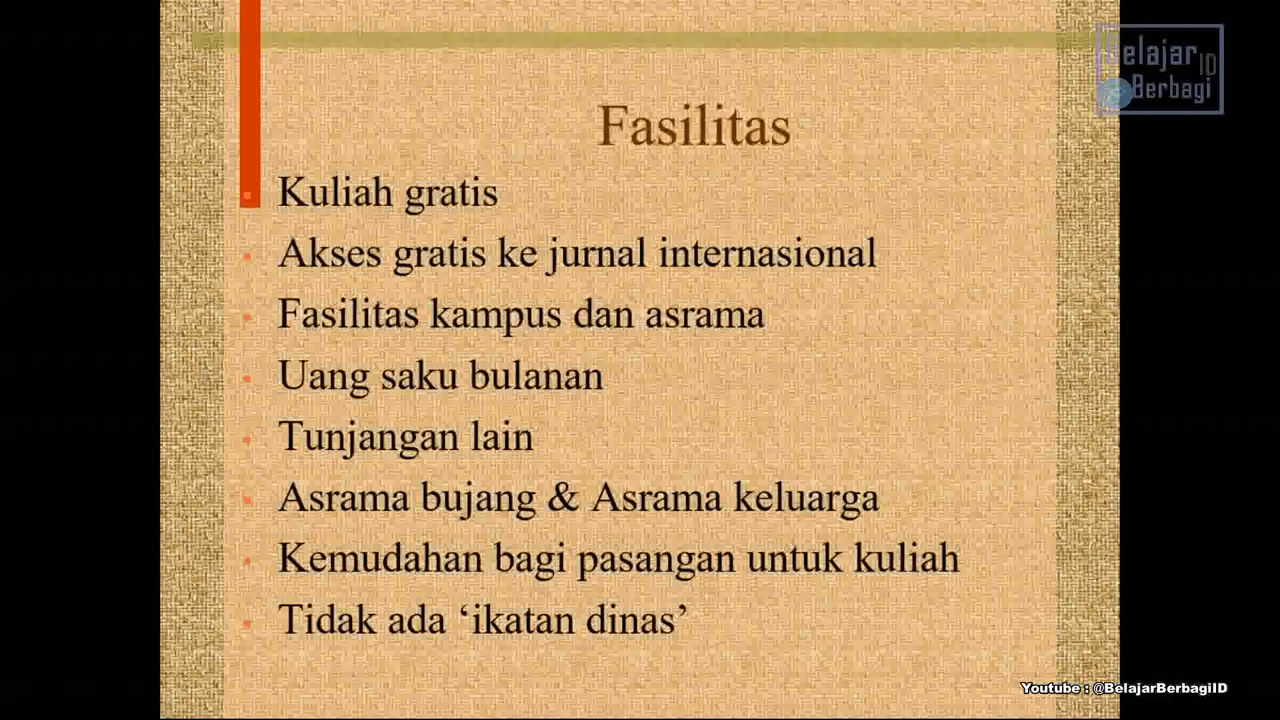 Belajar ID
Berbagi
Fasilitas
Kuliah gratis
Akses gratis ke jurnal internasional
Fasilitas kampus dan asrama
Uang saku bulanan
Tunjangan lain
Asrama bujang & Asrama keluarga
Kemudahan bagi pasangan untuk kuliah
Tidak ada ‘ikatan dinas’
Youtube : @BelajarBerbagiID